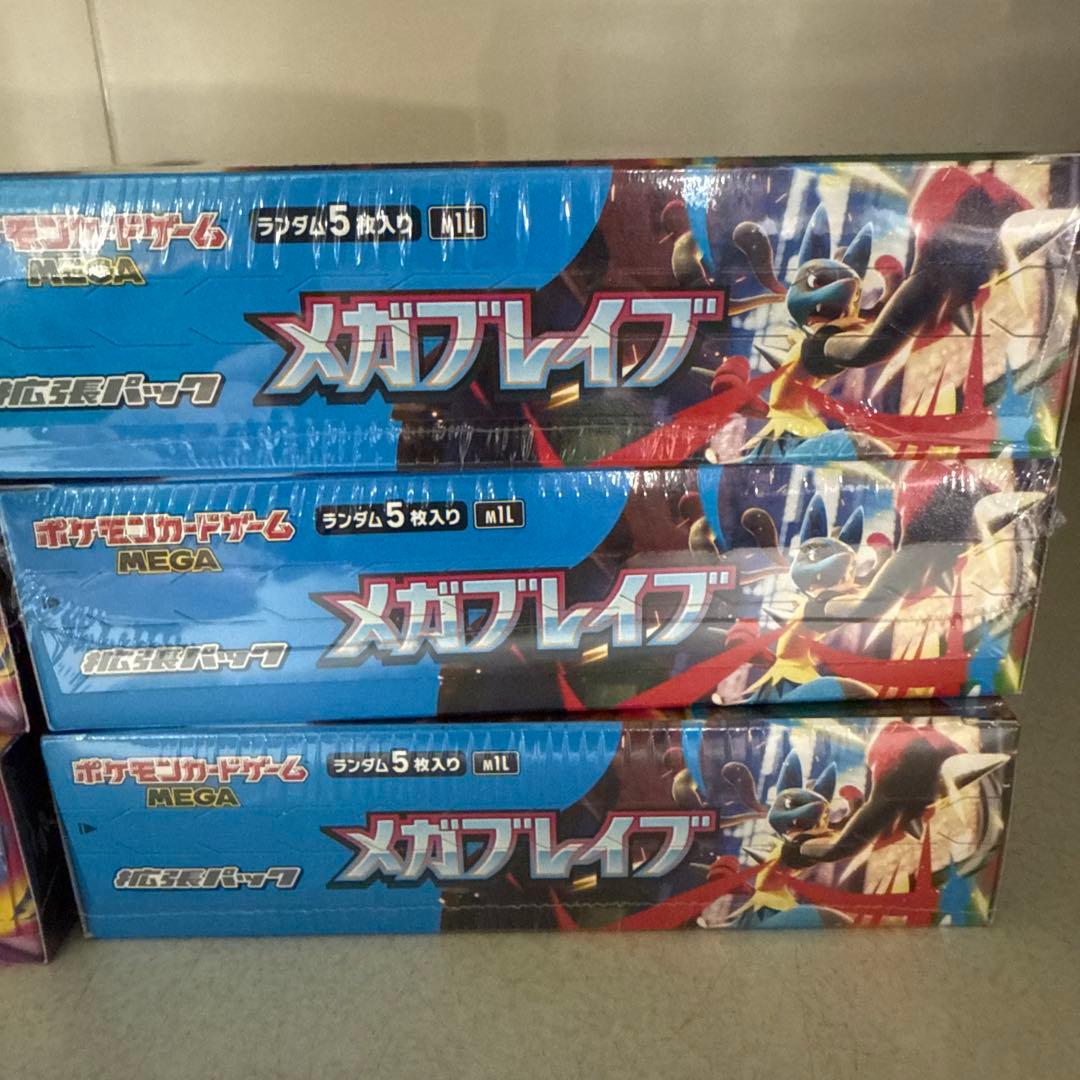 モンカードゲーム
MEGA
ランダム5枚入り M1L
メガブレイブ
拡張パック
ポケモンカードゲーム
MEGA
ランダム5枚入り M1L
メガブレイブ
拡張パック
ポケモンカードゲーム
MEGA
ランダム5枚入り M1L
メガブレイブ
拡張パック